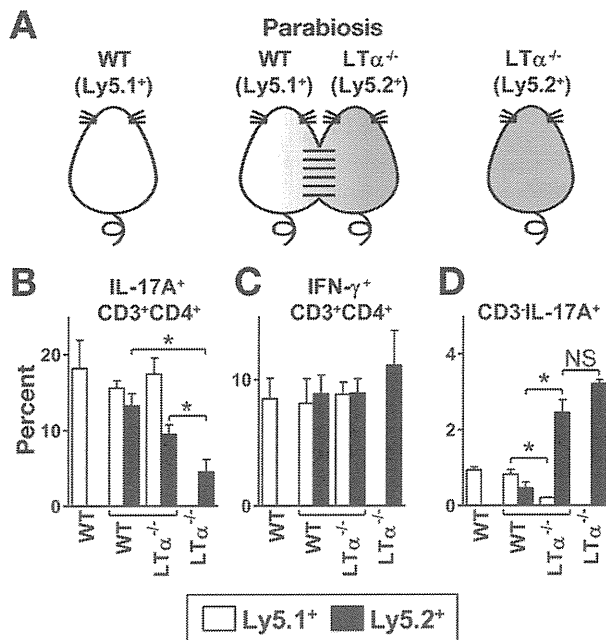 A
Parabiosis
WT
(Ly5.1⁺)
WT
(Ly5.1⁺)
LTα⁻/⁻
(Ly5.2⁺)
LTα⁻/⁻
(Ly5.2⁺)
B
IL-17A⁺
CD3⁺CD4⁺
C
IFN-γ⁺
CD3⁺CD4⁺
D
CD3⁻IL-17A⁺
Percent
20
10
0
*
*
WT
WT
LTα⁻/⁻
LTα⁻/⁻
10
0
WT
WT
LTα⁻/⁻
LTα⁻/⁻
4
2
0
*
*
NS
WT
WT
LTα⁻/⁻
LTα⁻/⁻
Ly5.1⁺
Ly5.2⁺